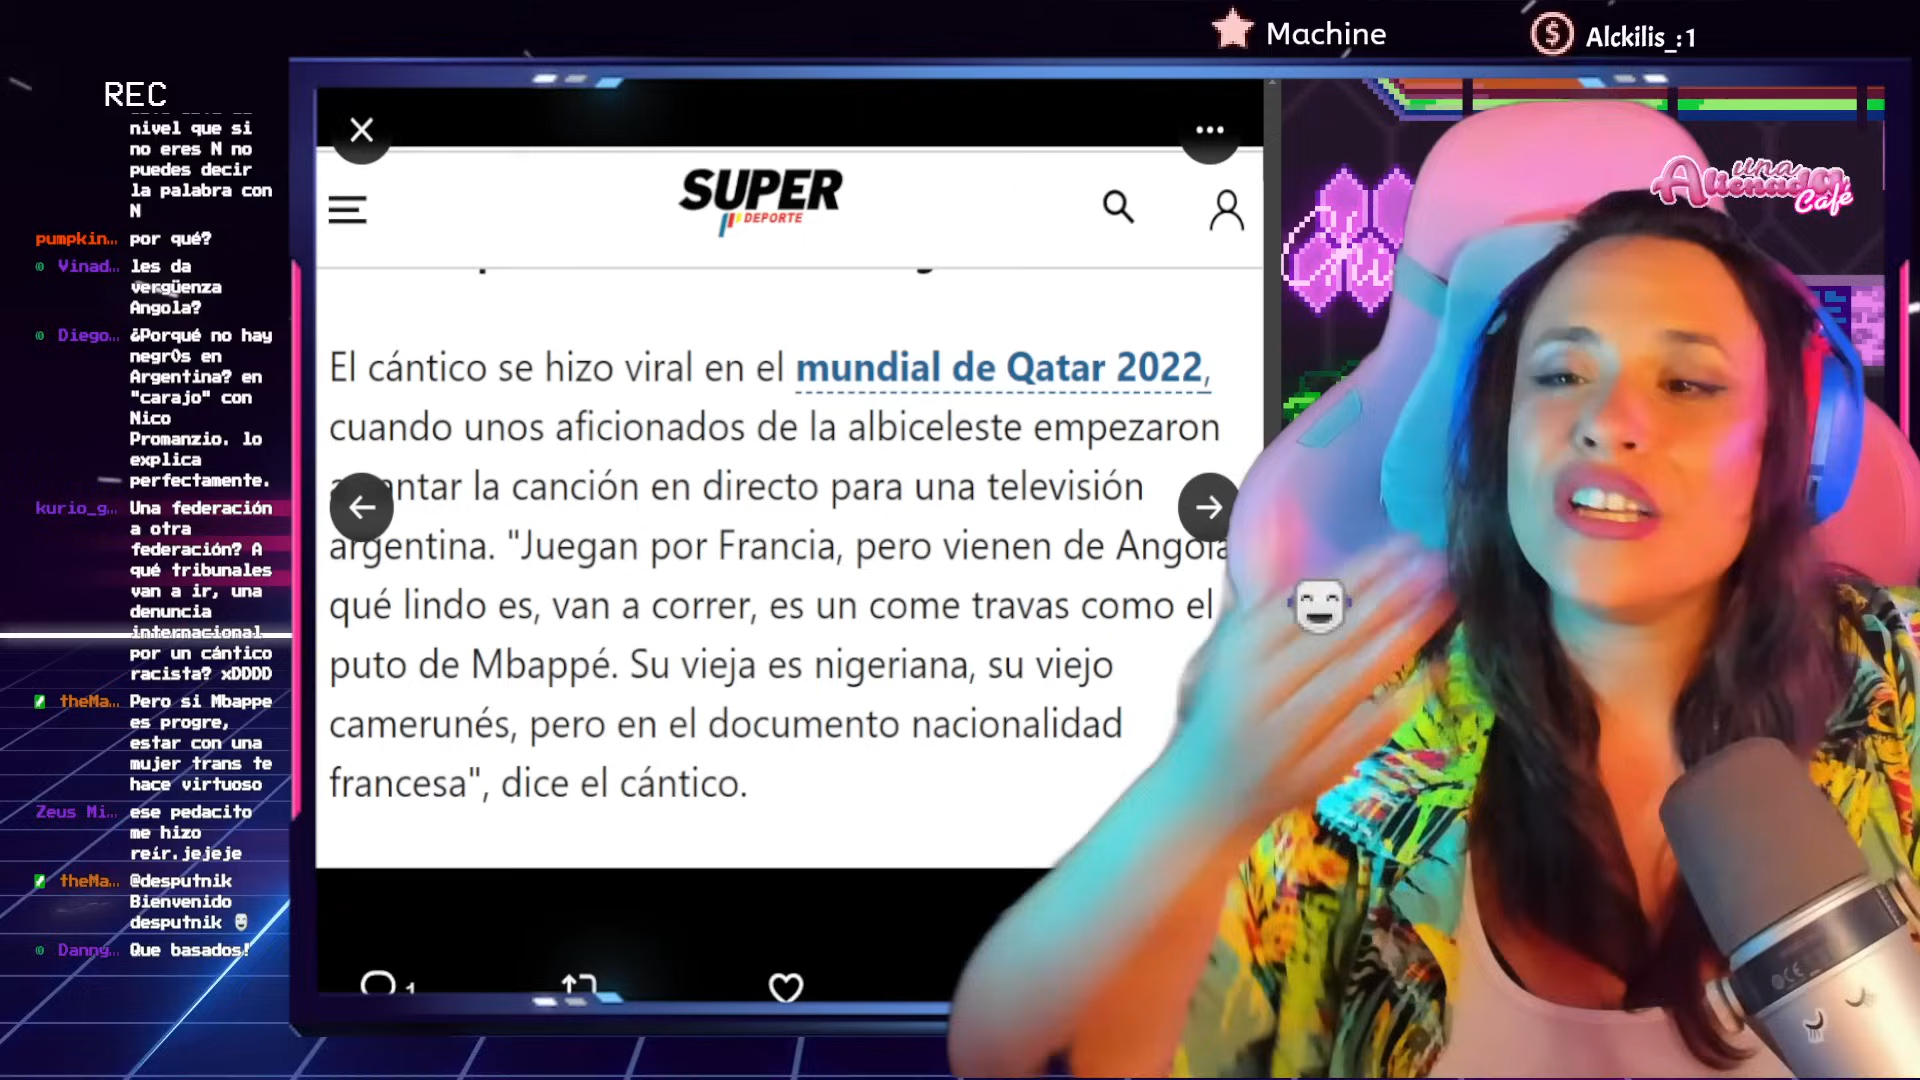 Machine
Alckilis_:1
REC
nivel que si
no eres N no
puedes decir
la palabra con
N
pumpkin… por qué?
Vinad… les da
vergüenza
Angola?
Diego… ¿Porqué no hay
negr0s en
Argentina? en
"carajo" con
Nico
Promanzio. lo
explica
perfectamente.
kurio_g… Una federación
a otra
federación? A
qué tribunales
van a ir, una
denuncia
internacional
por un cántico
racista? xDDDD
theMa… Pero si Mbappe
es progre,
estar con una
mujer trans te
hace virtuoso
Zeus Mi… ese pedacito
me hizo
reír.jejeje
theMa… @desputnik
Bienvenido
desputnik
Danny… Que basados!
SUPER
DEPORTE
El cántico se hizo viral en el mundial de Qatar 2022,
cuando unos aficionados de la albiceleste empezaron
cantar la canción en directo para una televisión
argentina. "Juegan por Francia, pero vienen de Angola
qué lindo es, van a correr, es un come travas como el
puto de Mbappé. Su vieja es nigeriana, su viejo
camerunés, pero en el documento nacionalidad
francesa", dice el cántico.
1
una
Alienada
Café